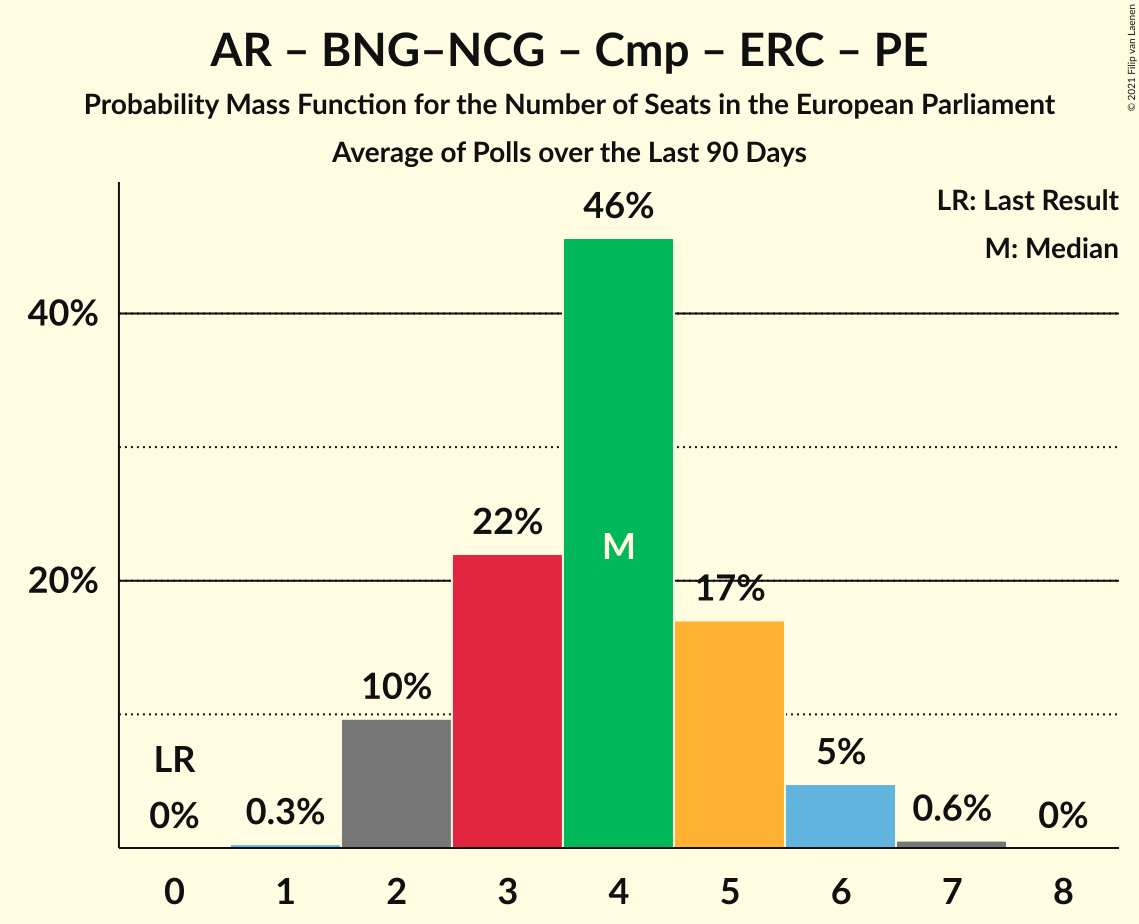 AR – BNG–NCG – Cmp – ERC – PE
Probability Mass Function for the Number of Seats in the European Parliament
Average of Polls over the Last 90 Days
© 2021 Filip van Laenen
LR: Last Result
M: Median
46%
40%
22%
M
20%
17%
10%
LR
5%
0%
0.3%
0.6%
0%
0 1 2 3 4 5 6 7 8